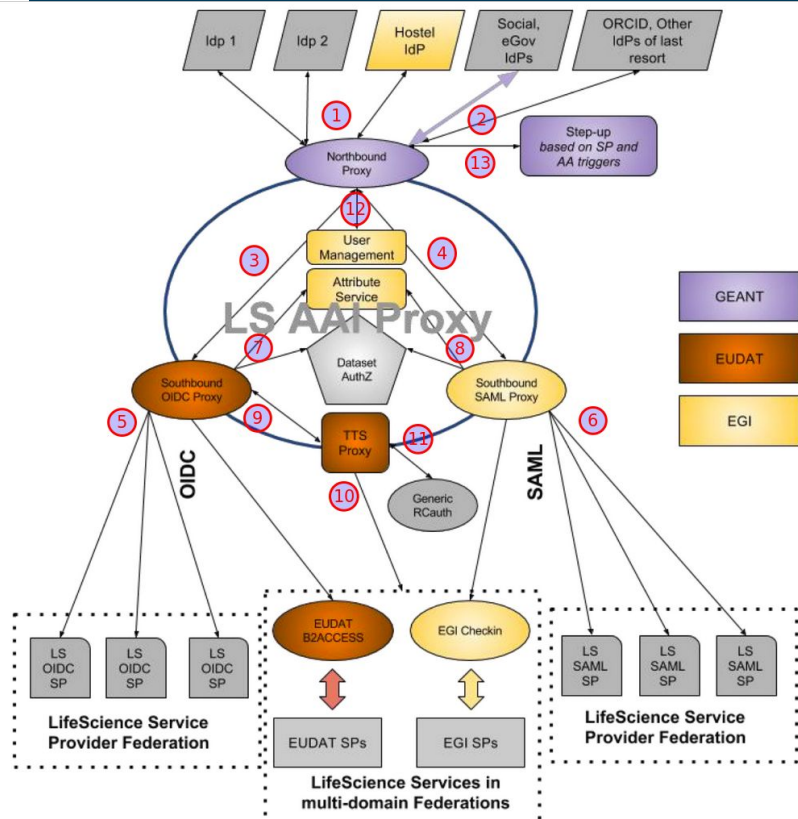 Idp 1
Idp 2
Hostel
IdP
Social,
eGov
IdPs
ORCID, Other
IdPs of last
resort
1
2
Step-up
based on SP and
AA triggers
13
Northbound
Proxy
12
3
4
User
Management
Attribute
Service
LS AAI Proxy
GEANT
7
8
Dataset
AuthZ
EUDAT
Southbound
OIDC Proxy
Southbound
SAML Proxy
5
9
11
6
EGI
TTS
Proxy
OIDC
SAML
10
Generic
RCauth
EUDAT
B2ACCESS
EGI Checkin
LS
OIDC
SP
LS
OIDC
SP
LS
OIDC
SP
LS
SAML
SP
LS
SAML
SP
LS
SAML
SP
LifeScience Service
Provider Federation
EUDAT SPs
EGI SPs
LifeScience Service
Provider Federation
LifeScience Services in
multi-domain Federations